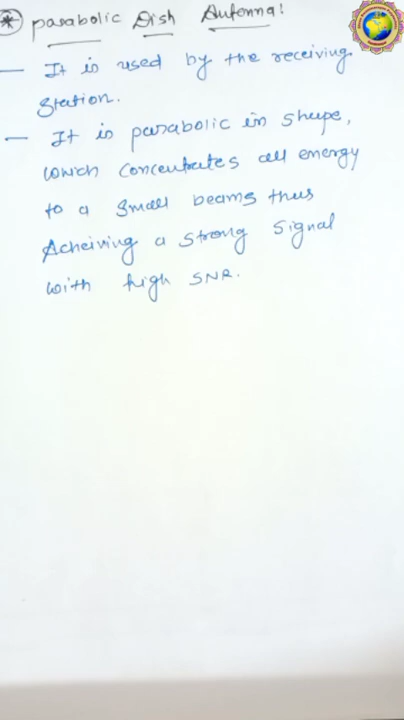 * parabolic Dish Antenna!
— It is used by the receiving
station.
— It is parabolic in shape,
which concentrates all energy
to a small beams thus
Acheiving a strong signal
with high SNR.